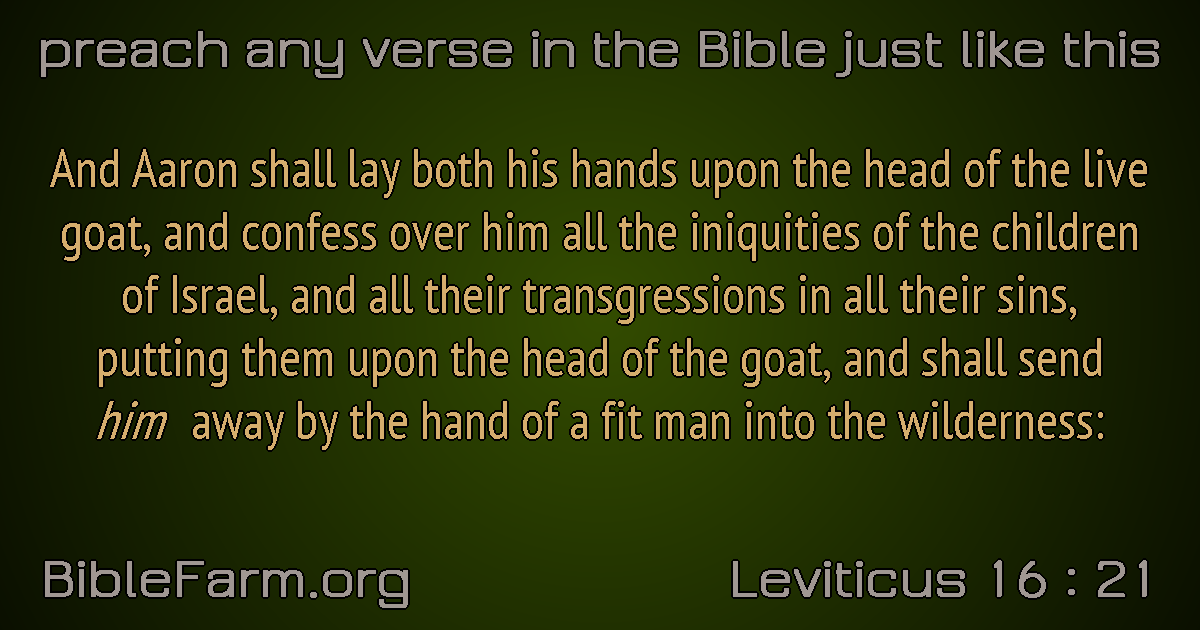 preach any verse in the Bible just like this
And Aaron shall lay both his hands upon the head of the live
goat, and confess over him all the iniquities of the children
of Israel, and all their transgressions in all their sins,
putting them upon the head of the goat, and shall send
him away by the hand of a fit man into the wilderness:
BibleFarm.org
Leviticus 16 : 21